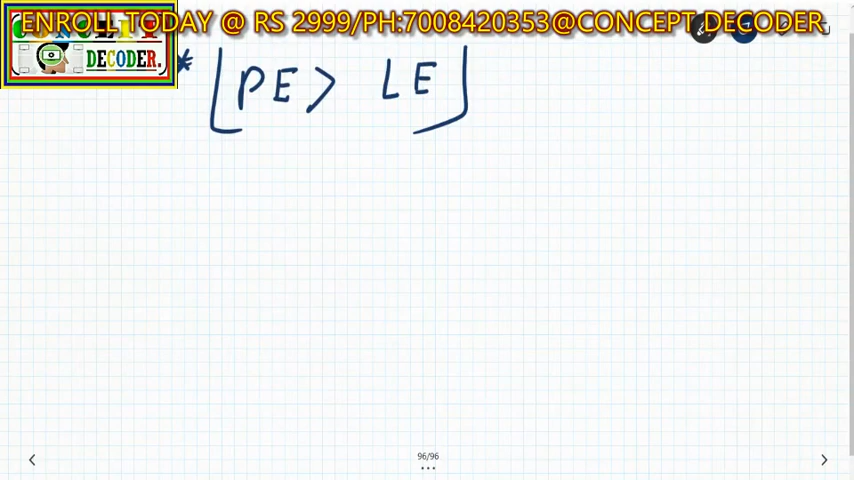 ENROLL TODAY @ RS 2999/PH:7008420353@CONCEPT DECODER
DECODER.
* [PE > LE]
96/96